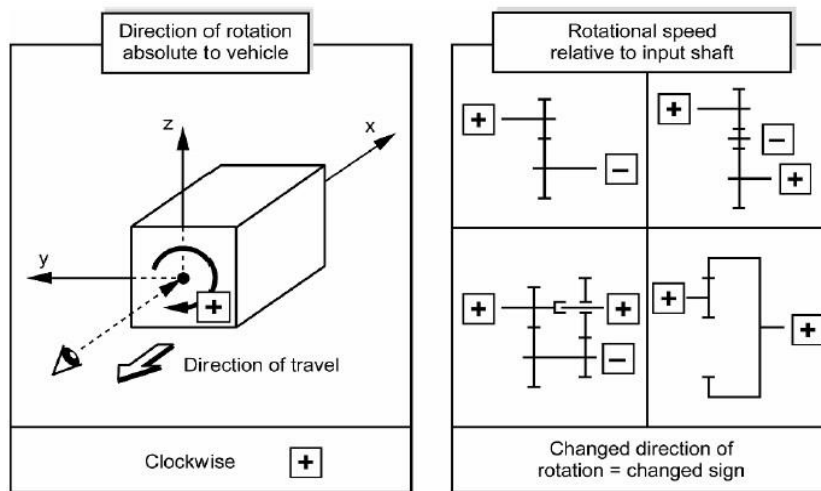 Direction of rotation
absolute to vehicle
z
x
y
+
Direction of travel
Clockwise +
Rotational speed
relative to input shaft
+
−
+
−
+
+
+
−
+
+
Changed direction of
rotation = changed sign